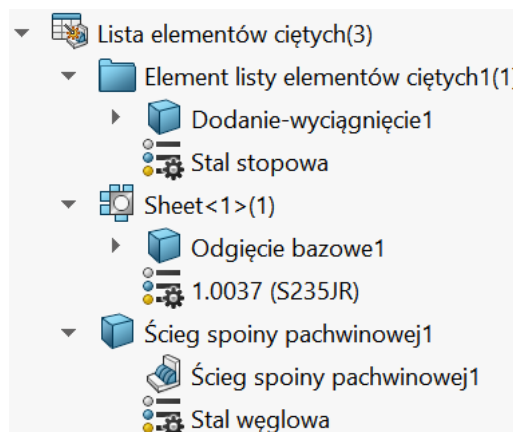 Lista elementów ciętych(3)
Element listy elementów ciętych1(1)
Dodanie-wyciągnięcie1
Stal stopowa
Sheet<1>(1)
Odgięcie bazowe1
1.0037 (S235JR)
Ścieg spoiny pachwinowej1
Ścieg spoiny pachwinowej1
Stal węglowa